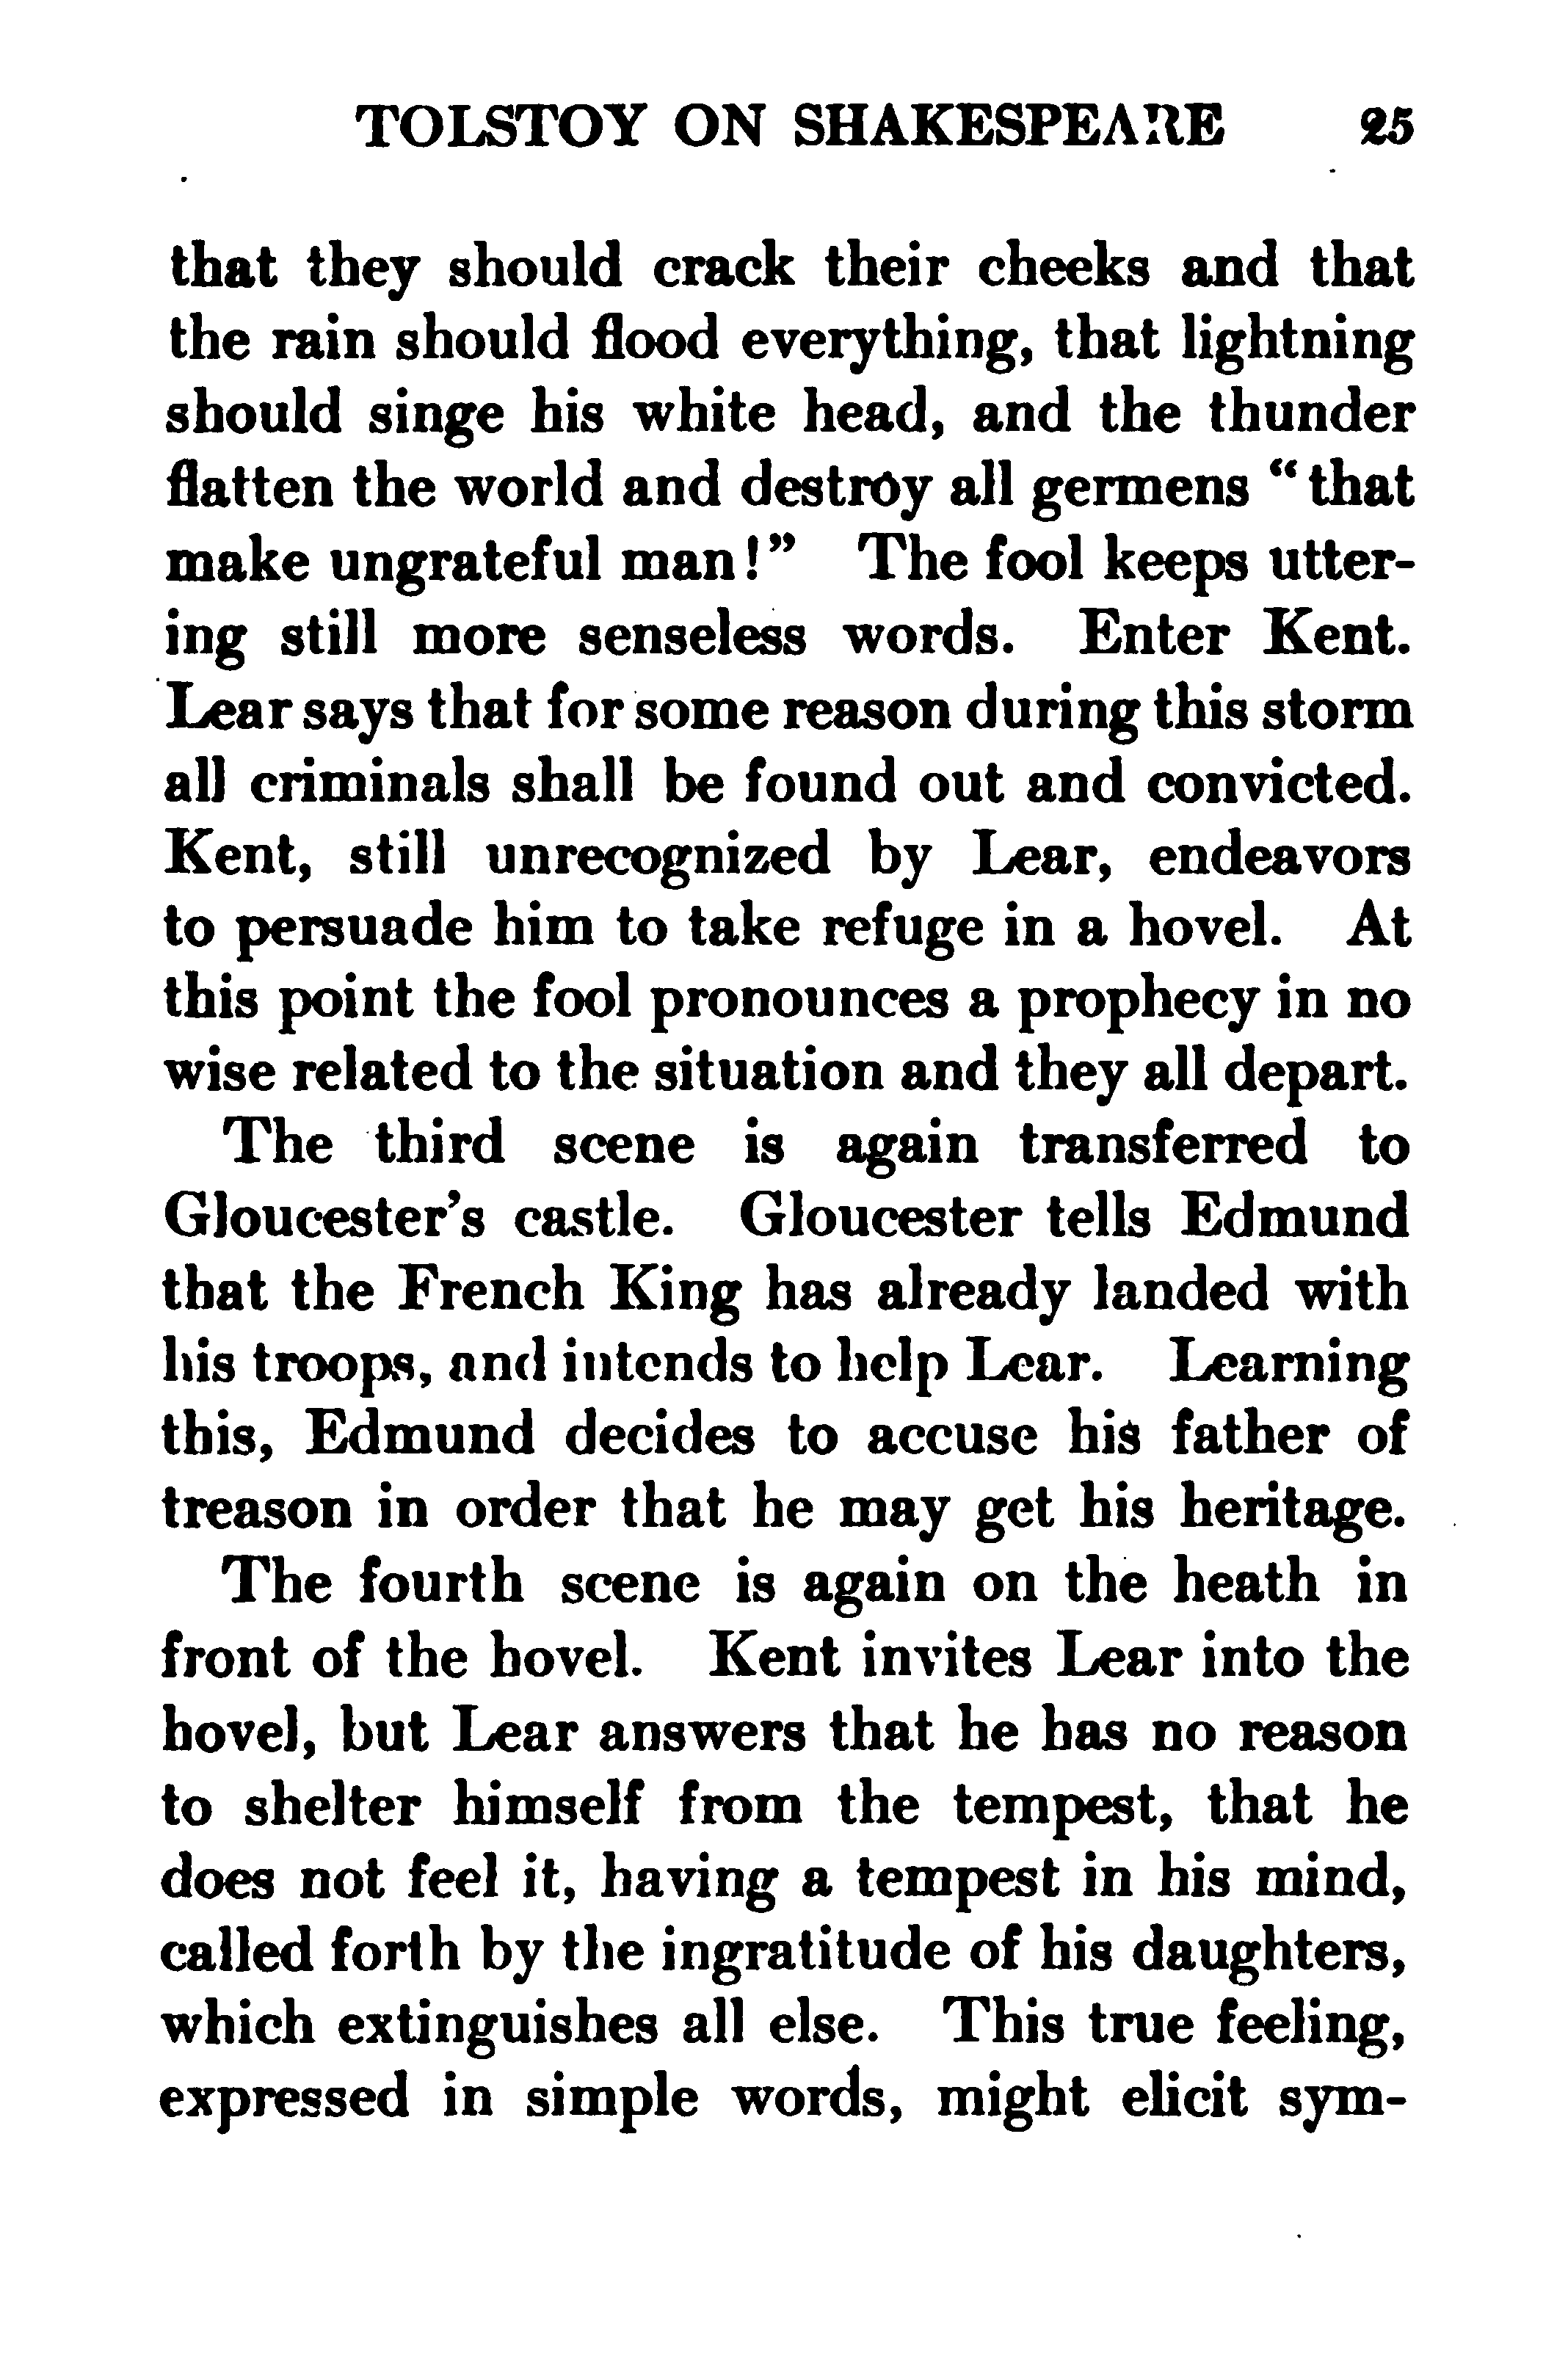 TOLSTOY ON SHAKESPEARE 25
that they should crack their cheeks and that
the rain should flood everything, that lightning
should singe his white head, and the thunder
flatten the world and destroy all germens "that
make ungrateful man!" The fool keeps utter-
ing still more senseless words. Enter Kent.
Lear says that for some reason during this storm
all criminals shall be found out and convicted.
Kent, still unrecognized by Lear, endeavors
to persuade him to take refuge in a hovel. At
this point the fool pronounces a prophecy in no
wise related to the situation and they all depart.
The third scene is again transferred to
Gloucester's castle. Gloucester tells Edmund
that the French King has already landed with
his troops, and intends to help Lear. Learning
this, Edmund decides to accuse his father of
treason in order that he may get his heritage.
The fourth scene is again on the heath in
front of the hovel. Kent invites Lear into the
hovel, but Lear answers that he has no reason
to shelter himself from the tempest, that he
does not feel it, having a tempest in his mind,
called forth by the ingratitude of his daughters,
which extinguishes all else. This true feeling,
expressed in simple words, might elicit sym-